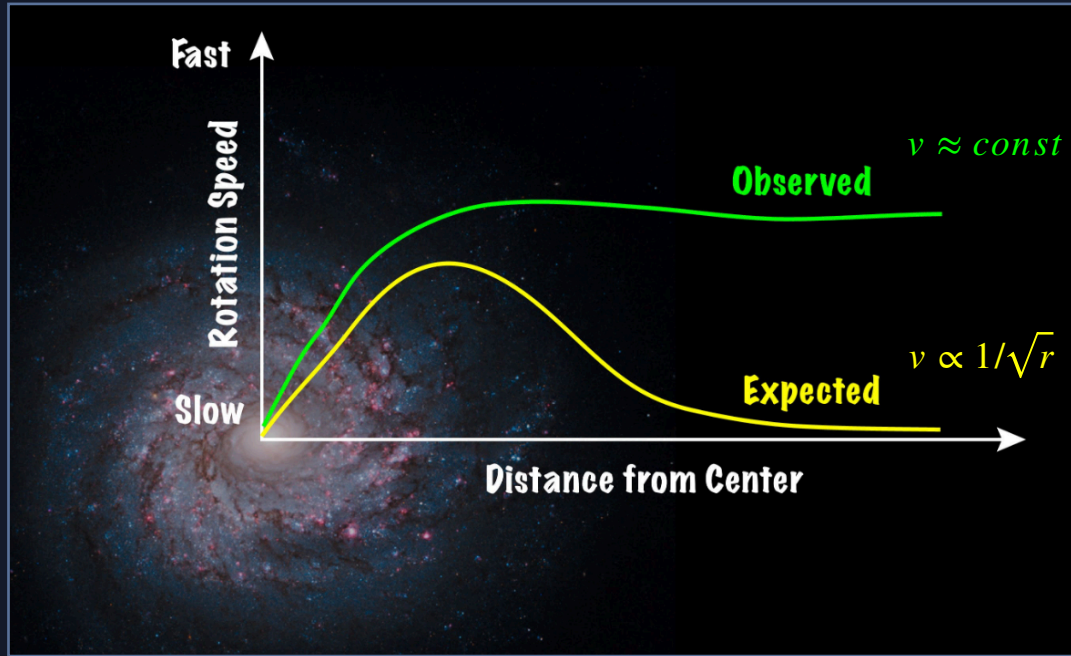 Fast
v ≈ const
Observed
Rotation Speed
v ∝ 1/√r
Expected
Slow
Distance from Center